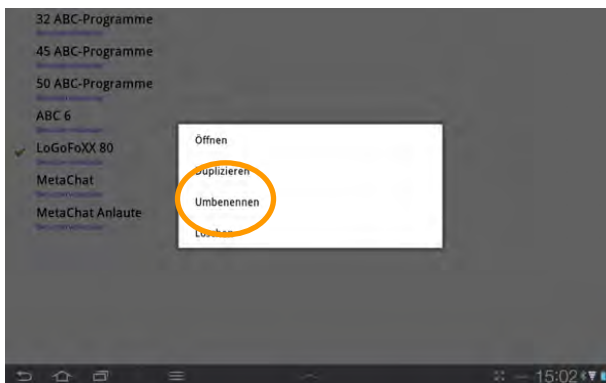 32 ABC-Programme
45 ABC-Programme
50 ABC-Programme
ABC 6
LoGoFoXX 80
MetaChat
MetaChat Anlaute
Öffnen
Duplizieren
Umbenennen
Löschen
15:02